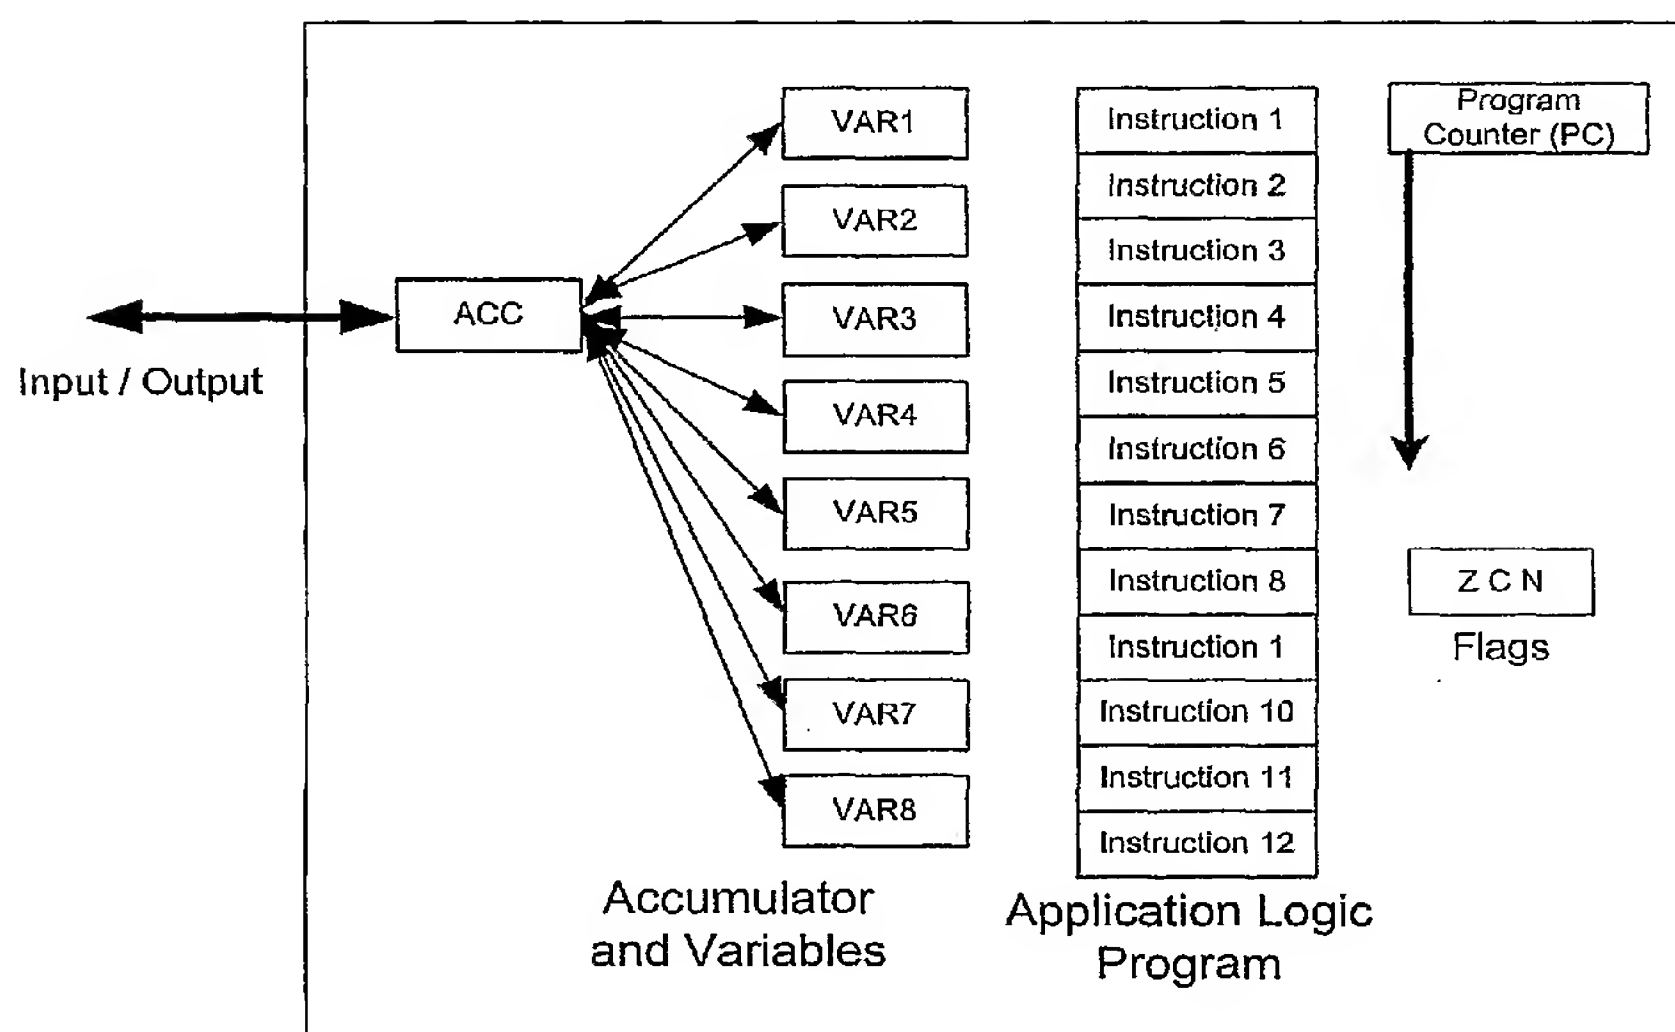 Input / Output
ACC
VAR1
VAR2
VAR3
VAR4
VAR5
VAR6
VAR7
VAR8
Accumulator
and Variables
Instruction 1
Instruction 2
Instruction 3
Instruction 4
Instruction 5
Instruction 6
Instruction 7
Instruction 8
Instruction 1
Instruction 10
Instruction 11
Instruction 12
Application Logic
Program
Program
Counter (PC)
Z C N
Flags